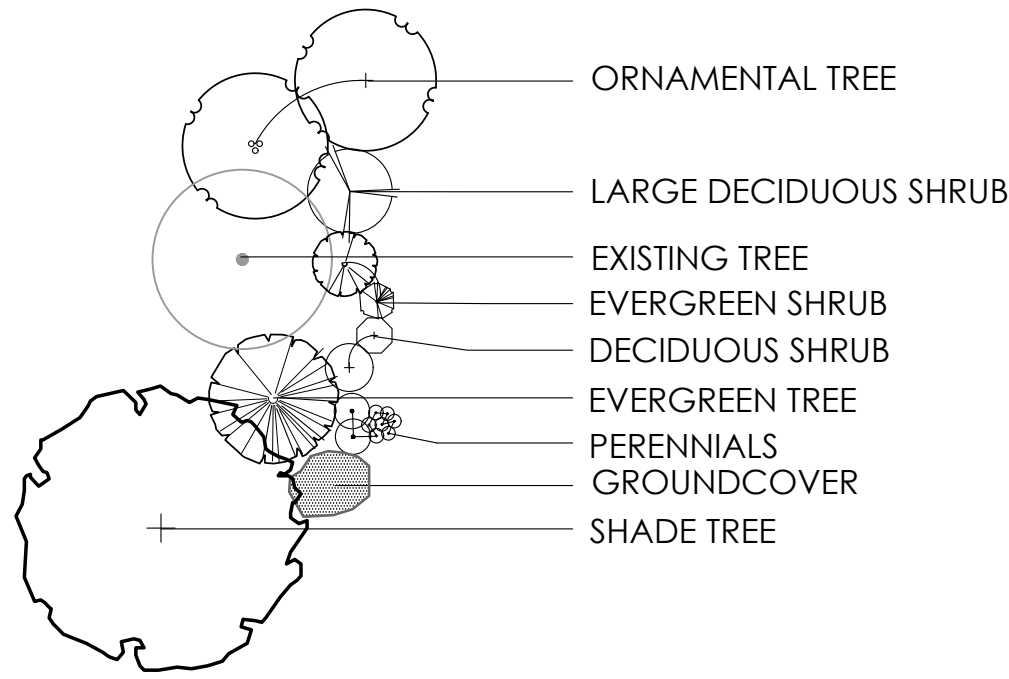 ORNAMENTAL TREE
LARGE DECIDUOUS SHRUB
EXISTING TREE
EVERGREEN SHRUB
DECIDUOUS SHRUB
EVERGREEN TREE
PERENNIALS
GROUNDCOVER
SHADE TREE